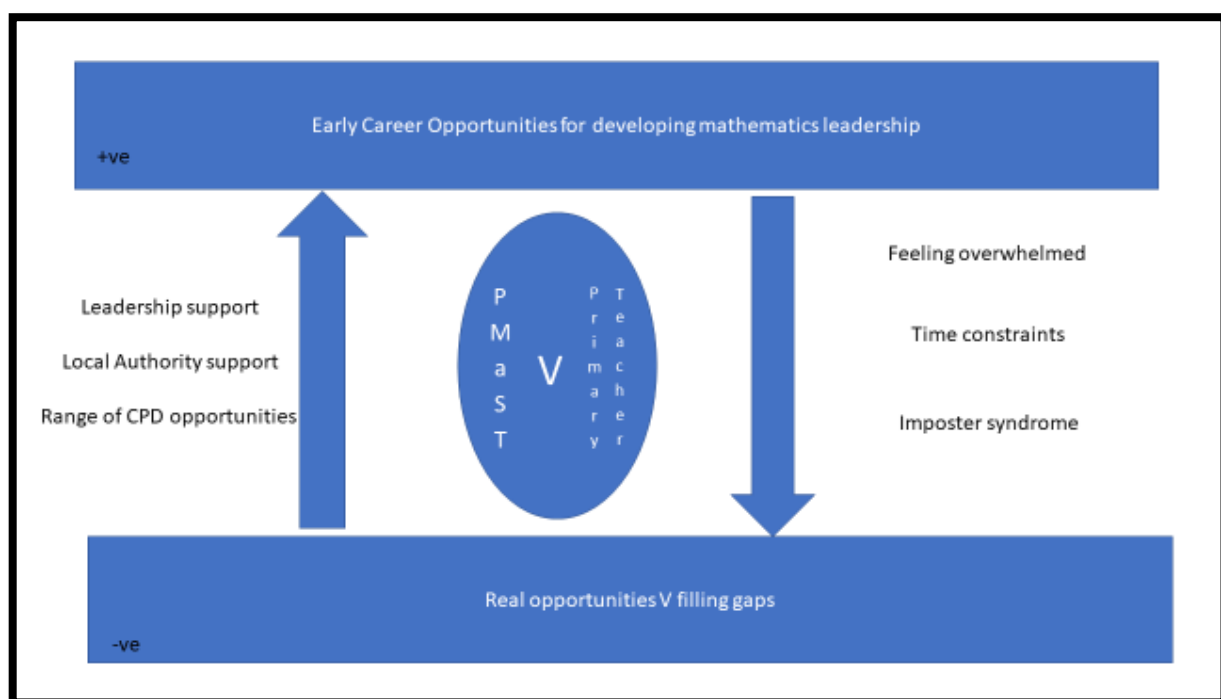 Early Career Opportunities for developing mathematics leadership
+ve
Leadership support
Local Authority support
Range of CPD opportunities
PMaST
V
Primary
Teacher
Feeling overwhelmed
Time constraints
Imposter syndrome
Real opportunities V filling gaps
-ve